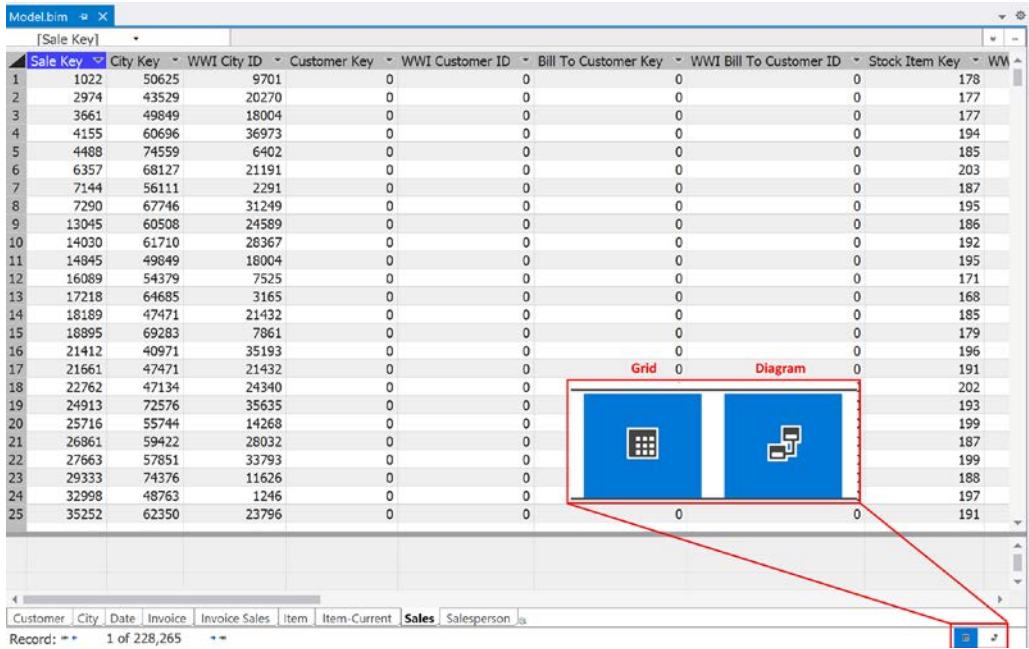 Model.bim
[Sale Key]
Sale Key City Key WWI City ID Customer Key WWI Customer ID Bill To Customer Key WWI Bill To Customer ID Stock Item Key WW
1 1022 50625 9701 0 0 0 0 178
2 2974 43529 20270 0 0 0 0 177
3 3661 49849 18004 0 0 0 0 177
4 4155 60696 36973 0 0 0 0 194
5 4488 74559 6402 0 0 0 0 185
6 6357 68127 21191 0 0 0 0 203
7 7144 56111 2291 0 0 0 0 187
8 7290 67746 31249 0 0 0 0 195
9 13045 60508 24589 0 0 0 0 186
10 14030 61710 28367 0 0 0 0 192
11 14845 49849 18004 0 0 0 0 195
12 16089 54379 7525 0 0 0 0 171
13 17218 64685 3165 0 0 0 0 168
14 18189 47471 21432 0 0 0 0 185
15 18895 69283 7861 0 0 0 0 179
16 21412 40971 35193 0 0 0 0 196
17 21661 47471 21432 0 0 Grid 0 Diagram 0 191
18 22762 47134 24340 0 0 202
19 24913 72576 35635 0 0 193
20 25716 55744 14268 0 0 199
21 26861 59422 28032 0 0 187
22 27663 57851 33793 0 0 199
23 29333 74376 11626 0 0 188
24 32998 48763 1246 0 0 197
25 35252 62350 23796 0 0 0 0 191
Customer City Date Invoice Invoice Sales Item Item-Current Sales Salesperson
Record: 1 of 228,265